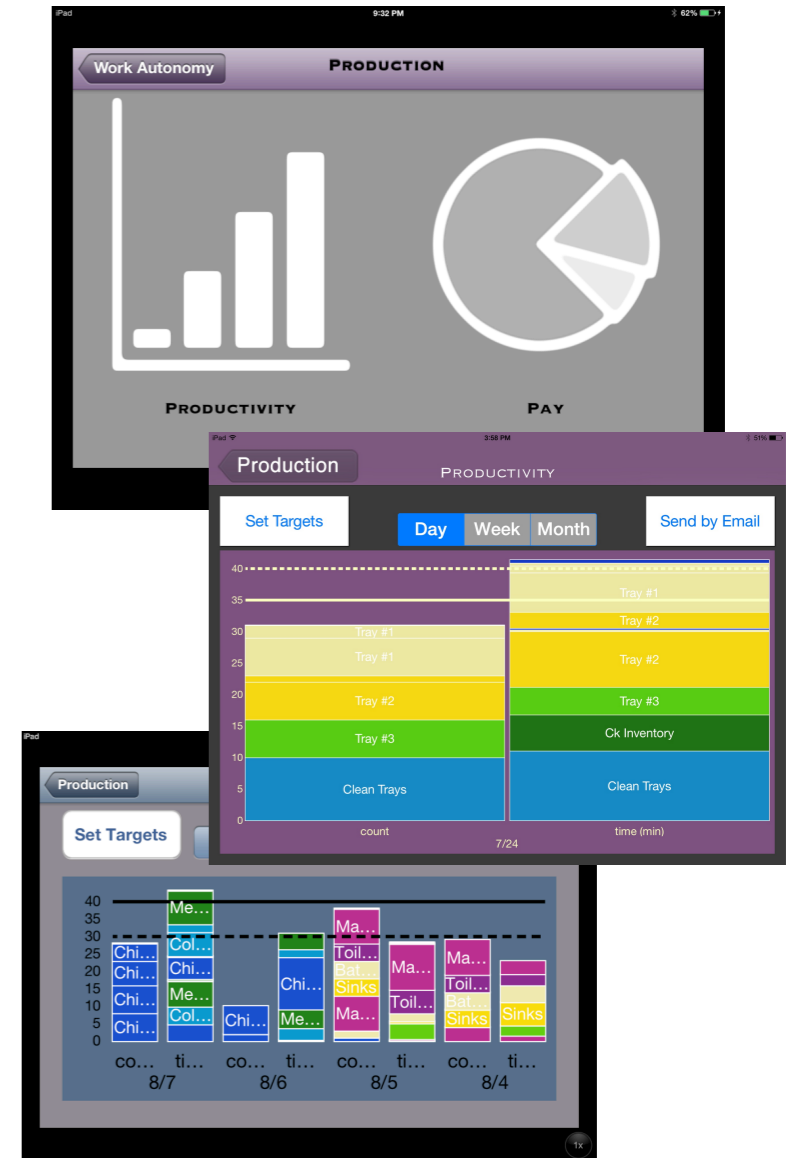 iPad 9:32 PM 62%
Work Autonomy PRODUCTION
PRODUCTIVITY PAY
iPad 3:58 PM 51%
Production PRODUCTIVITY
Set Targets Day Week Month Send by Email
40
35
30
25
20
15
10
5
0
Tray #1
Tray #1
Tray #2
Tray #3
Clean Trays
Tray #1
Tray #2
Tray #2
Tray #3
Ck Inventory
Clean Trays
count time (min)
7/24
iPad
Production
Set Targets
40
35
30
25
20
15
10
5
0
Chi...
Chi...
Chi...
Chi...
Me...
Col...
Chi...
Me...
Col...
Chi...
Chi...
Me...
Ma...
Toil...
Bat...
Sinks
Ma...
Ma...
Toil...
Ma...
Toil...
Bat...
Sinks
Sinks
co... ti... co... ti... co... ti... co... ti...
8/7 8/6 8/5 8/4
1x